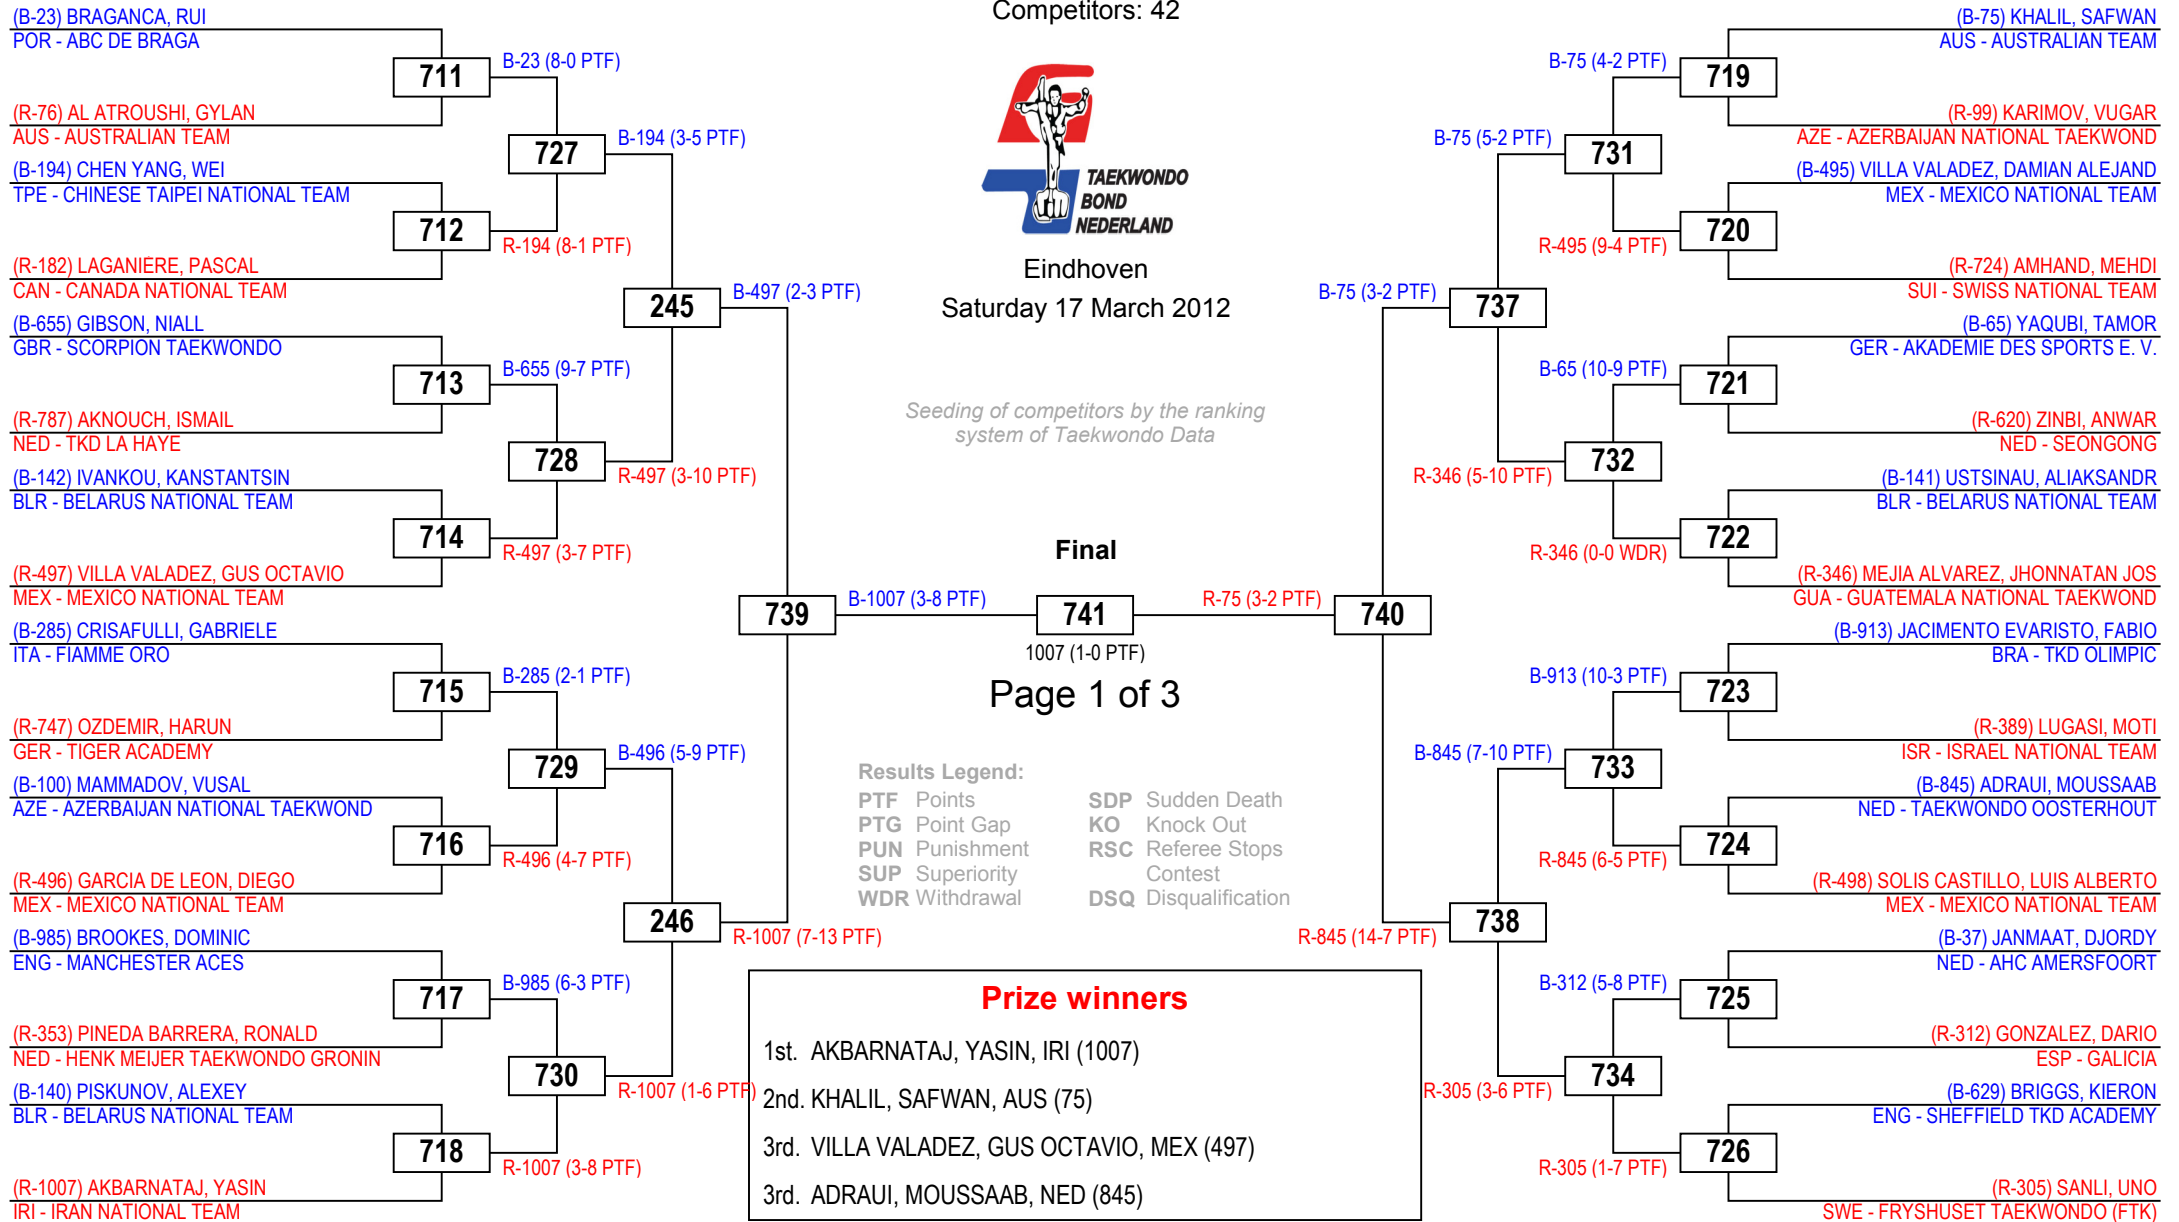 Competitors: 42
TAEKWONDO
BOND
NEDERLAND
Eindhoven
Saturday 17 March 2012
Seeding of competitors by the ranking
system of Taekwondo Data
(B-23) BRAGANCA, RUI
POR - ABC DE BRAGA
711
B-23 (8-0 PTF)
(R-76) AL ATROUSHI, GYLAN
AUS - AUSTRALIAN TEAM
727
B-194 (3-5 PTF)
(B-194) CHEN YANG, WEI
TPE - CHINESE TAIPEI NATIONAL TEAM
712
R-194 (8-1 PTF)
(R-182) LAGANIÈRE, PASCAL
CAN - CANADA NATIONAL TEAM
245
B-497 (2-3 PTF)
(B-655) GIBSON, NIALL
GBR - SCORPION TAEKWONDO
713
B-655 (9-7 PTF)
(R-787) AKNOUCH, ISMAIL
NED - TKD LA HAYE
728
R-497 (3-10 PTF)
(B-142) IVANKOU, KANSTANTSIN
BLR - BELARUS NATIONAL TEAM
714
R-497 (3-7 PTF)
(R-497) VILLA VALADEZ, GUS OCTAVIO
MEX - MEXICO NATIONAL TEAM
739
B-1007 (3-8 PTF)
(B-285) CRISAFULLI, GABRIELE
ITA - FIAMME ORO
715
B-285 (2-1 PTF)
(R-747) OZDEMIR, HARUN
GER - TIGER ACADEMY
729
B-496 (5-9 PTF)
(B-100) MAMMADOV, VUSAL
AZE - AZERBAIJAN NATIONAL TAEKWOND
716
R-496 (4-7 PTF)
(R-496) GARCIA DE LEON, DIEGO
MEX - MEXICO NATIONAL TEAM
246
R-1007 (7-13 PTF)
(B-985) BROOKES, DOMINIC
ENG - MANCHESTER ACES
717
B-985 (6-3 PTF)
(R-353) PINEDA BARRERA, RONALD
NED - HENK MEIJER TAEKWONDO GRONIN
730
R-1007 (1-6 PTF)
(B-140) PISKUNOV, ALEXEY
BLR - BELARUS NATIONAL TEAM
718
R-1007 (3-8 PTF)
(R-1007) AKBARNATAJ, YASIN
IRI - IRAN NATIONAL TEAM
Final
741
1007 (1-0 PTF)
Page 1 of 3
Results Legend:
PTF Points
PTG Point Gap
PUN Punishment
SUP Superiority
WDR Withdrawal
SDP Sudden Death
KO Knock Out
RSC Referee Stops
Contest
DSQ Disqualification
Prize winners
1st. AKBARNATAJ, YASIN, IRI (1007)
2nd. KHALIL, SAFWAN, AUS (75)
3rd. VILLA VALADEZ, GUS OCTAVIO, MEX (497)
3rd. ADRAUI, MOUSSAAB, NED (845)
(B-75) KHALIL, SAFWAN
AUS - AUSTRALIAN TEAM
B-75 (4-2 PTF)
719
(R-99) KARIMOV, VUGAR
AZE - AZERBAIJAN NATIONAL TAEKWOND
B-75 (5-2 PTF)
731
(B-495) VILLA VALADEZ, DAMIAN ALEJAND
MEX - MEXICO NATIONAL TEAM
R-495 (9-4 PTF)
720
(R-724) AMHAND, MEHDI
SUI - SWISS NATIONAL TEAM
B-75 (3-2 PTF)
737
(B-65) YAQUBI, TAMOR
GER - AKADEMIE DES SPORTS E. V.
B-65 (10-9 PTF)
721
(R-620) ZINBI, ANWAR
NED - SEONGONG
R-346 (5-10 PTF)
732
(B-141) USTSINAU, ALIAKSANDR
BLR - BELARUS NATIONAL TEAM
R-346 (0-0 WDR)
722
(R-346) MEJIA ALVAREZ, JHONNATAN JOS
GUA - GUATEMALA NATIONAL TAEKWOND
R-75 (3-2 PTF)
740
(B-913) JACIMENTO EVARISTO, FABIO
BRA - TKD OLIMPIC
B-913 (10-3 PTF)
723
(R-389) LUGASI, MOTI
ISR - ISRAEL NATIONAL TEAM
B-845 (7-10 PTF)
733
(B-845) ADRAUI, MOUSSAAB
NED - TAEKWONDO OOSTERHOUT
R-845 (6-5 PTF)
724
(R-498) SOLIS CASTILLO, LUIS ALBERTO
MEX - MEXICO NATIONAL TEAM
R-845 (14-7 PTF)
738
(B-37) JANMAAT, DJORDY
NED - AHC AMERSFOORT
B-312 (5-8 PTF)
725
(R-312) GONZALEZ, DARIO
ESP - GALICIA
R-305 (3-6 PTF)
734
(B-629) BRIGGS, KIERON
ENG - SHEFFIELD TKD ACADEMY
R-305 (1-7 PTF)
726
(R-305) SANLI, UNO
SWE - FRYSHUSET TAEKWONDO (FTK)